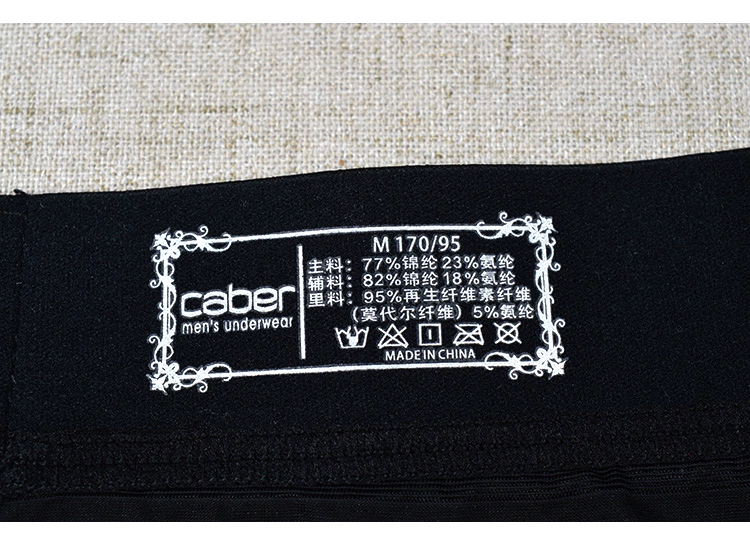 caber
men's underwear
M 170/95
主料：77%锦纶 23%氨纶
辅料：82%锦纶 18%氨纶
里料：95%再生纤维素纤维
（莫代尔纤维）5%氨纶
MADE IN CHINA